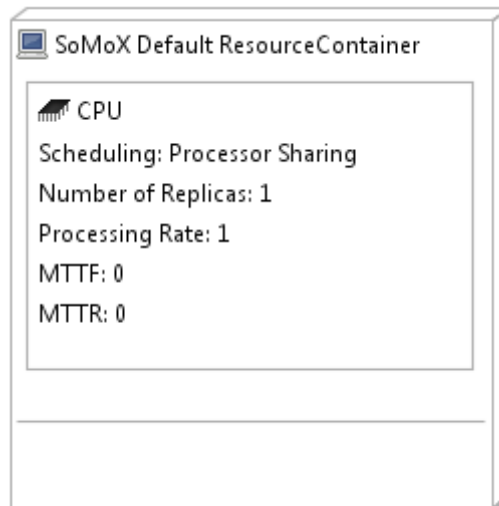 SoMoX Default ResourceContainer
CPU
Scheduling: Processor Sharing
Number of Replicas: 1
Processing Rate: 1
MTTF: 0
MTTR: 0